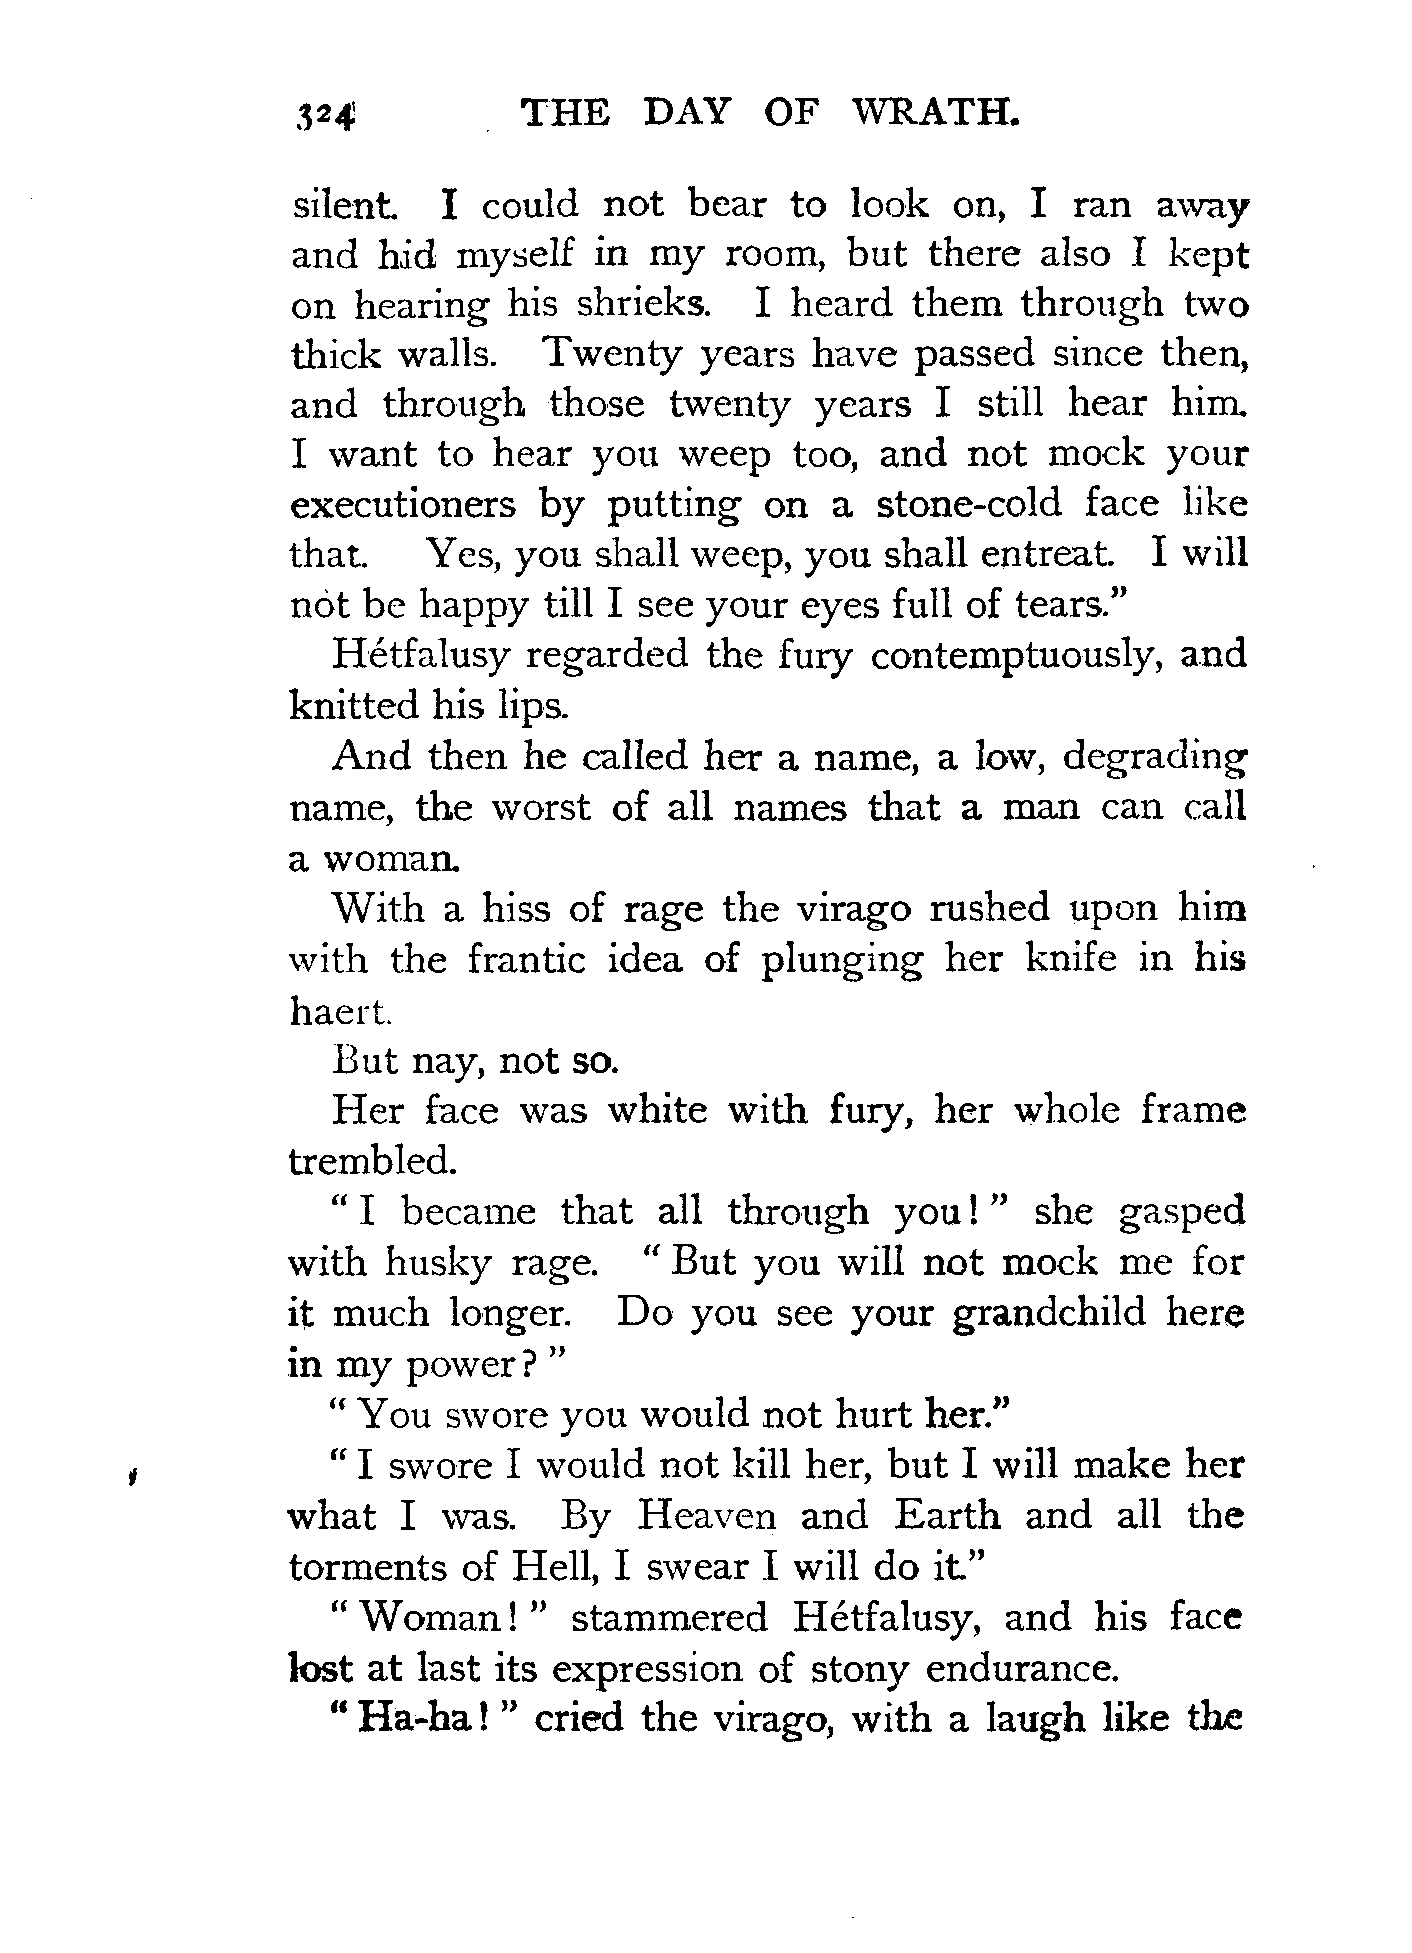 324 THE DAY OF WRATH.
silent. I could not bear to look on, I ran away
and hid myself in my room, but there also I kept
on hearing his shrieks. I heard them through two
thick walls. Twenty years have passed since then,
and through those twenty years I still hear him.
I want to hear you weep too, and not mock your
executioners by putting on a stone-cold face like
that. Yes, you shall weep, you shall entreat. I will
not be happy till I see your eyes full of tears.”
Hétfalusy regarded the fury contemptuously, and
knitted his lips.
And then he called her a name, a low, degrading
name, the worst of all names that a man can call
a woman.
With a hiss of rage the virago rushed upon him
with the frantic idea of plunging her knife in his
haert.
But nay, not so.
Her face was white with fury, her whole frame
trembled.
“ I became that all through you! ” she gasped
with husky rage. “ But you will not mock me for
it much longer. Do you see your grandchild here
in my power? ”
“ You swore you would not hurt her.”
“ I swore I would not kill her, but I will make her
what I was. By Heaven and Earth and all the
torments of Hell, I swear I will do it.”
“ Woman! ” stammered Hétfalusy, and his face
lost at last its expression of stony endurance.
“ Ha-ha! ” cried the virago, with a laugh like the